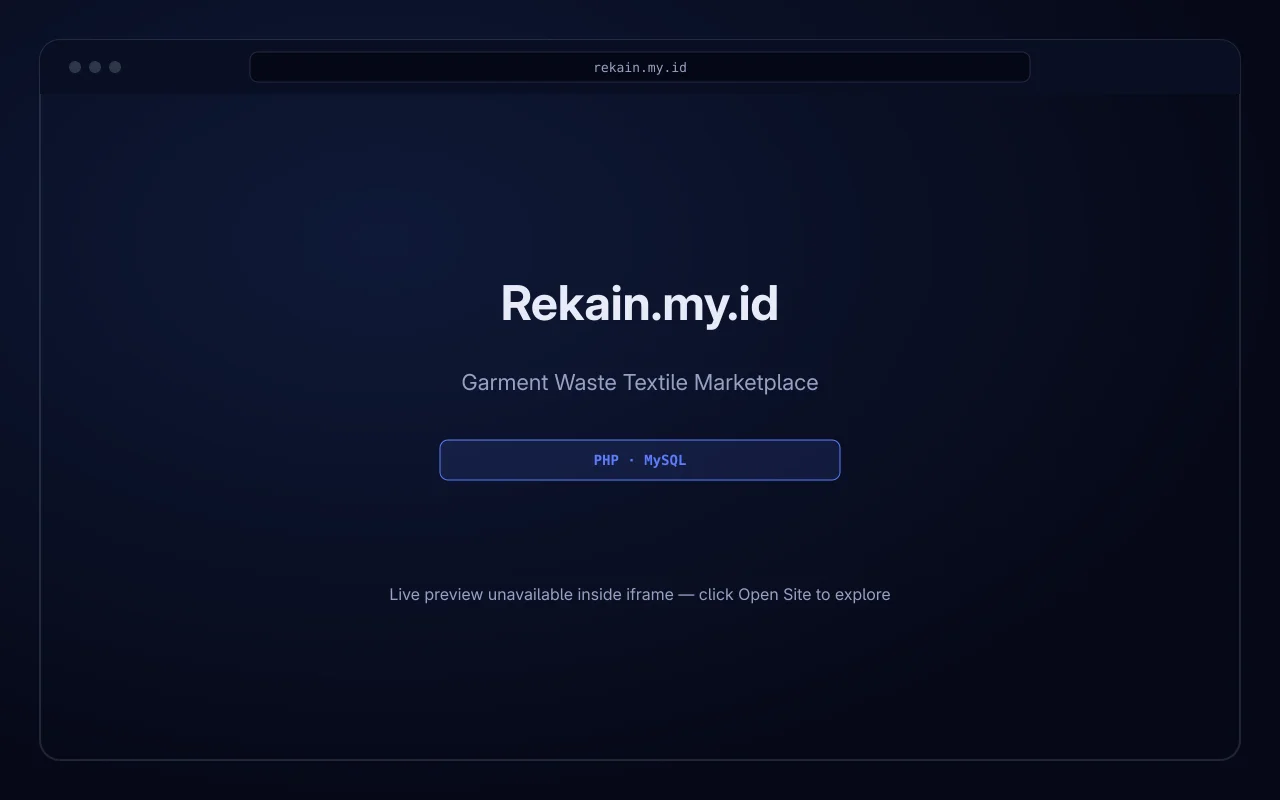 rekain.my.id
Rekain.my.id
Garment Waste Textile Marketplace
PHP · MySQL
Live preview unavailable inside iframe — click Open Site to explore